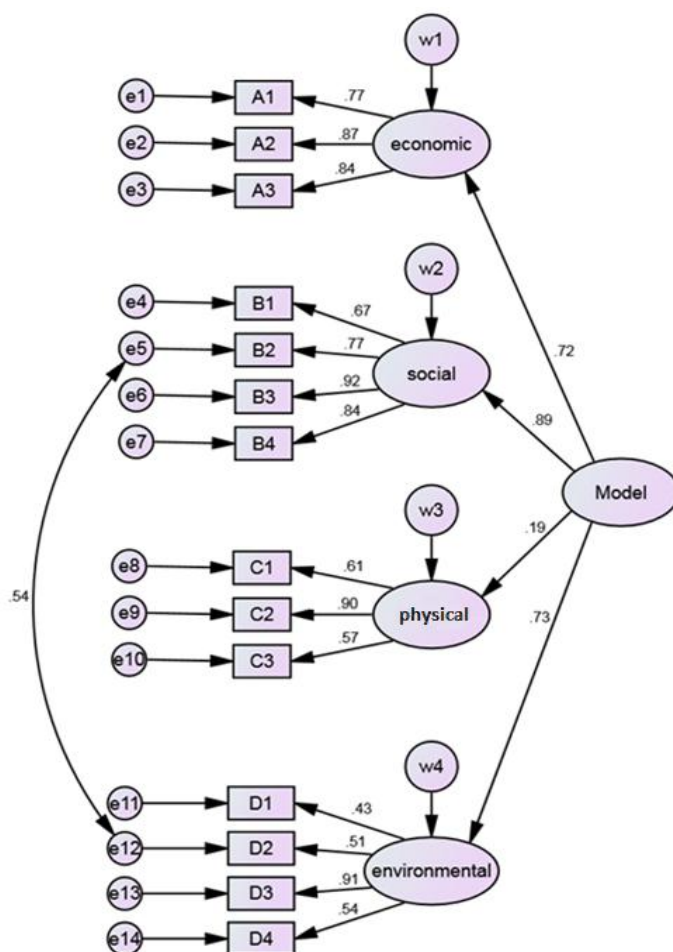 w1
e1 A1 .77
e2 A2 .87 economic
e3 A3 .84
w2
e4 B1 .67
e5 B2 .77 .72
e6 B3 .92 social
e7 B4 .84 .89
Model
w3
e8 C1 .61 .19
.54 e9 C2 .90 physical .73
e10 C3 .57
w4
e11 D1 .43
e12 D2 .51
e13 D3 .91 environmental
e14 D4 .54